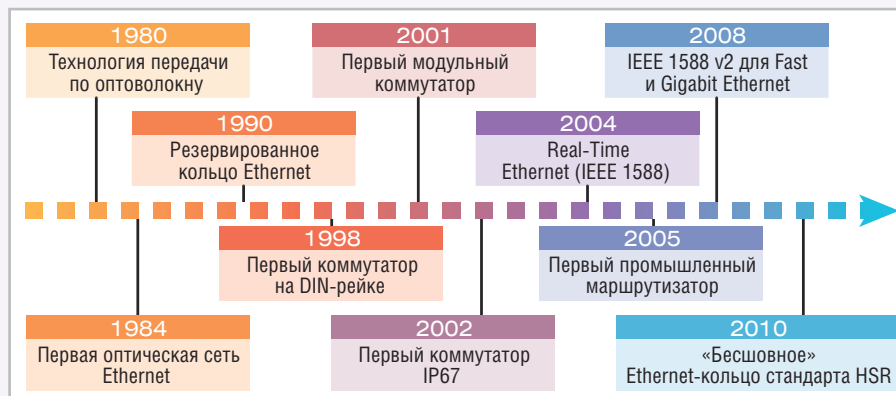 1980
Технология передачи
по оптоволокну
2001
Первый модульный
коммутатор
2008
IEEE 1588 v2 для Fast
и Gigabit Ethernet
1990
Резервированное
кольцо Ethernet
2004
Real-Time
Ethernet (IEEE 1588)
1998
Первый коммутатор
на DIN-рейке
2005
Первый промышленный
маршрутизатор
1984
Первая оптическая сеть
Ethernet
2002
Первый коммутатор
IP67
2010
«Бесшовное»
Ethernet-кольцо стандарта HSR